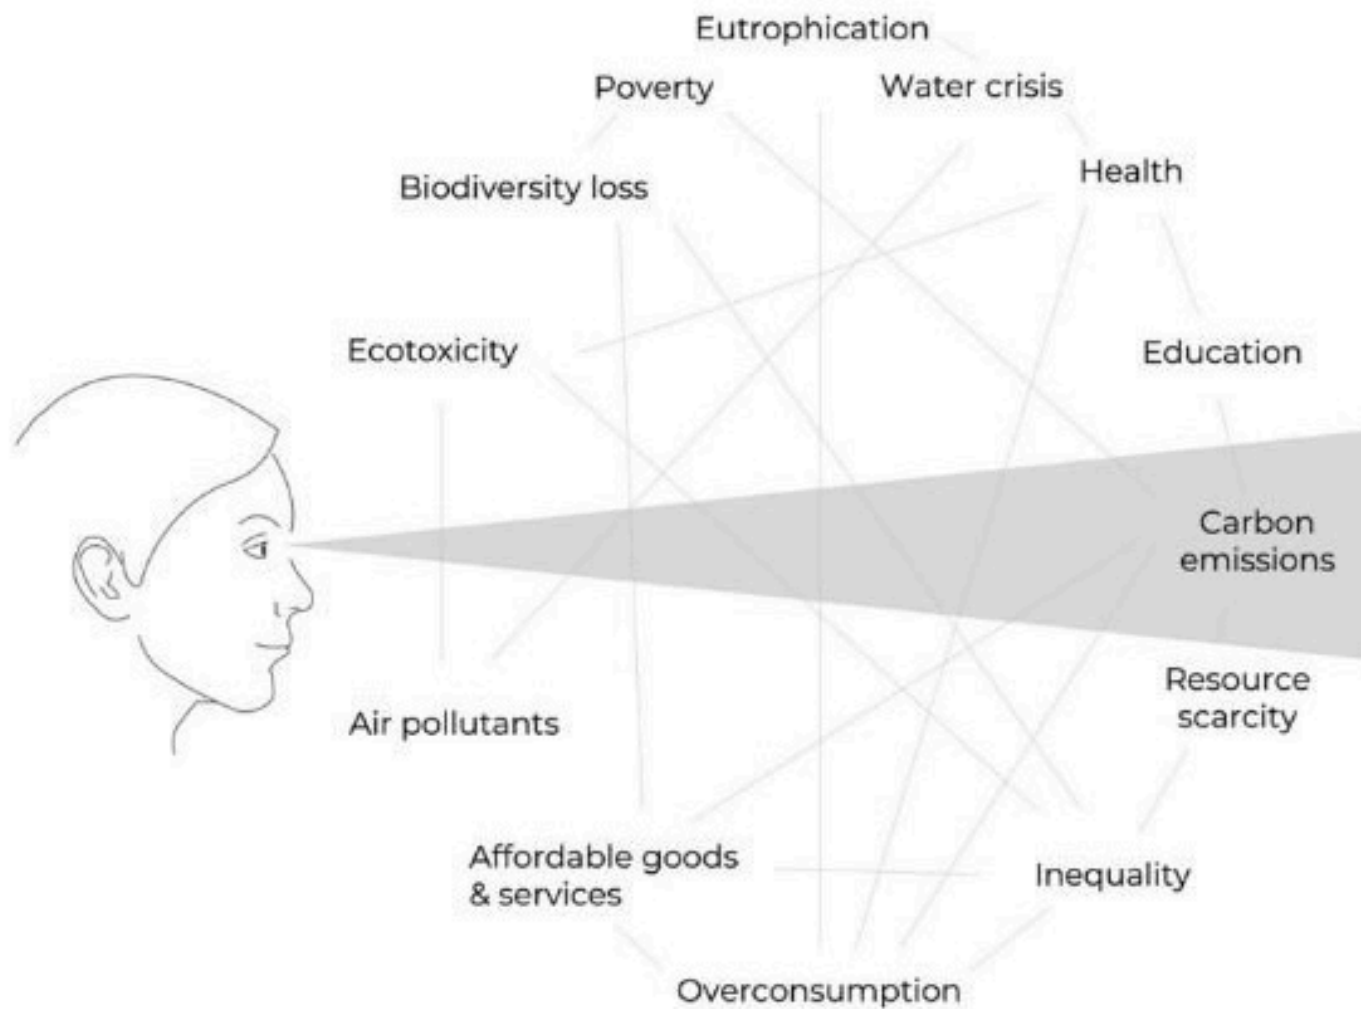 Eutrophication
Poverty
Water crisis
Health
Biodiversity loss
Ecotoxicity
Education
Carbon
emissions
Resource
scarcity
Air pollutants
Affordable goods
& services
Inequality
Overconsumption